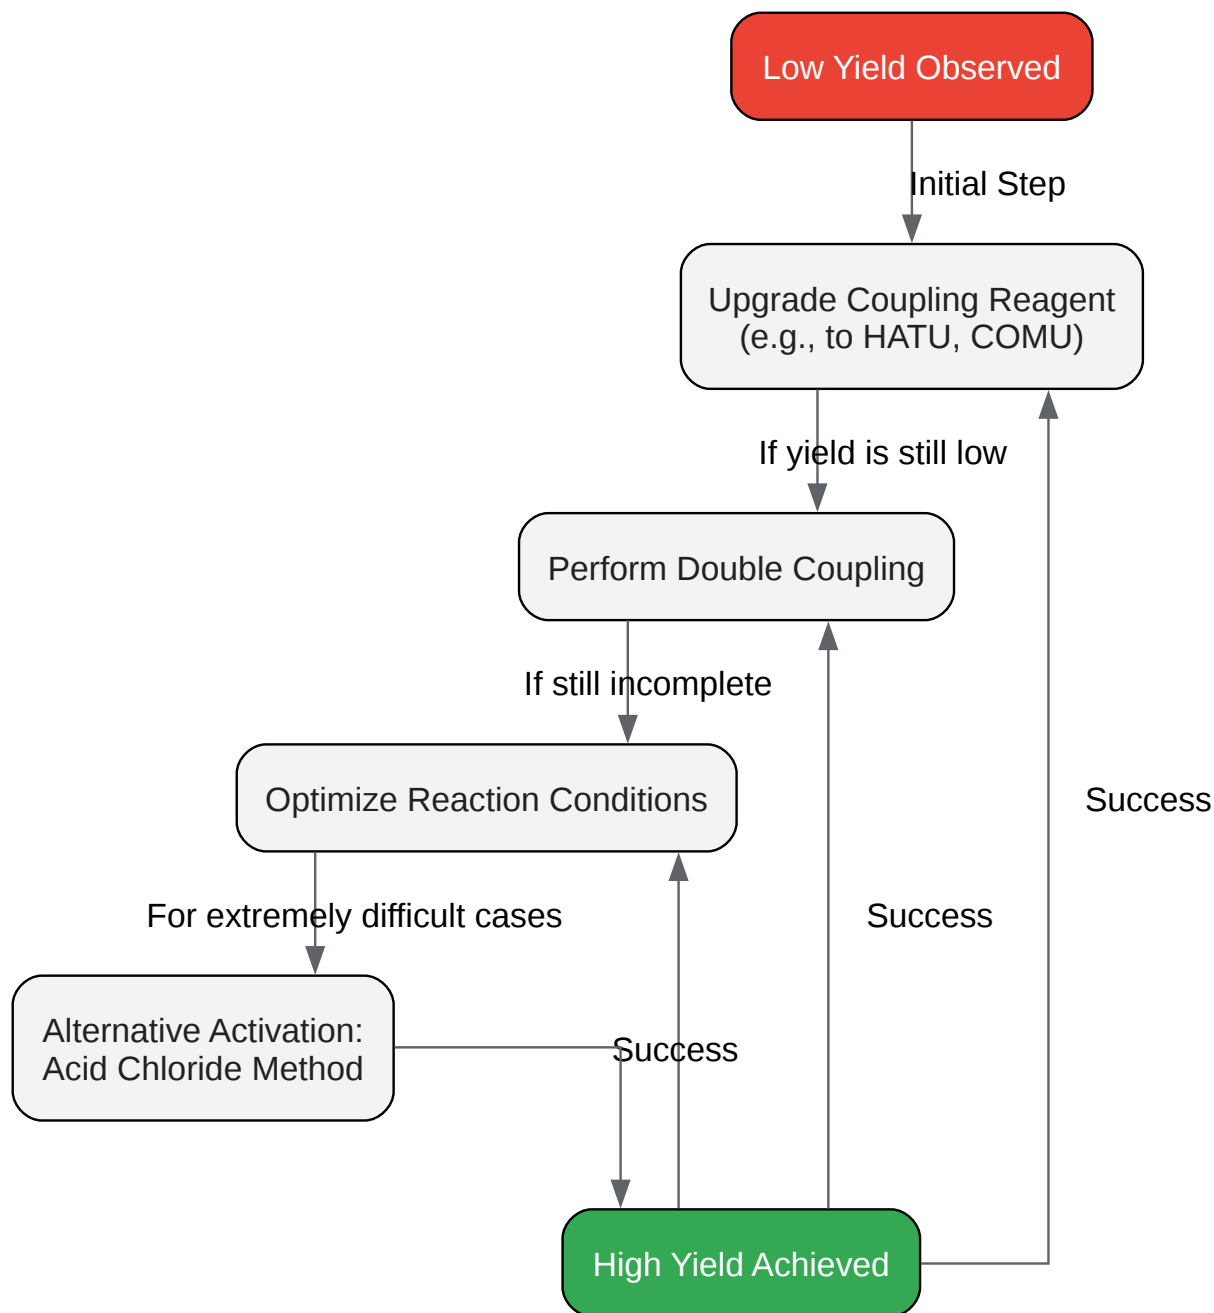 Low Yield Observed
Initial Step
Upgrade Coupling Reagent
(e.g., to HATU, COMU)
If yield is still low
Perform Double Coupling
If still incomplete
Optimize Reaction Conditions
Success
For extremely difficult cases
Success
Alternative Activation:
Acid Chloride Method
Success
High Yield Achieved